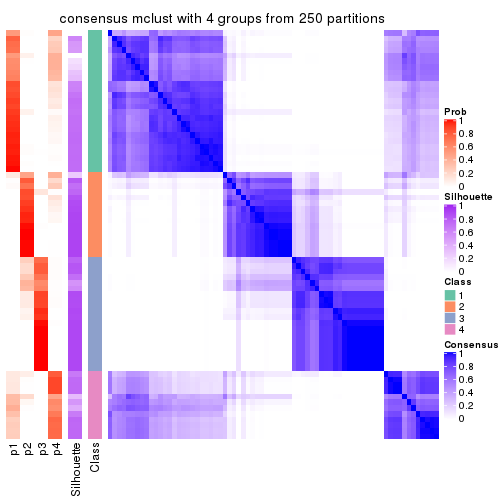 consensus mclust with 4 groups from 250 partitions
Prob
1
0.8
0.6
0.4
0.2
0
Silhouette
1
0.8
0.6
0.4
0.2
0
Class
1
2
3
4
Consensus
1
0.8
0.6
0.4
0.2
0
p1
p2
p3
p4
Silhouette
Class